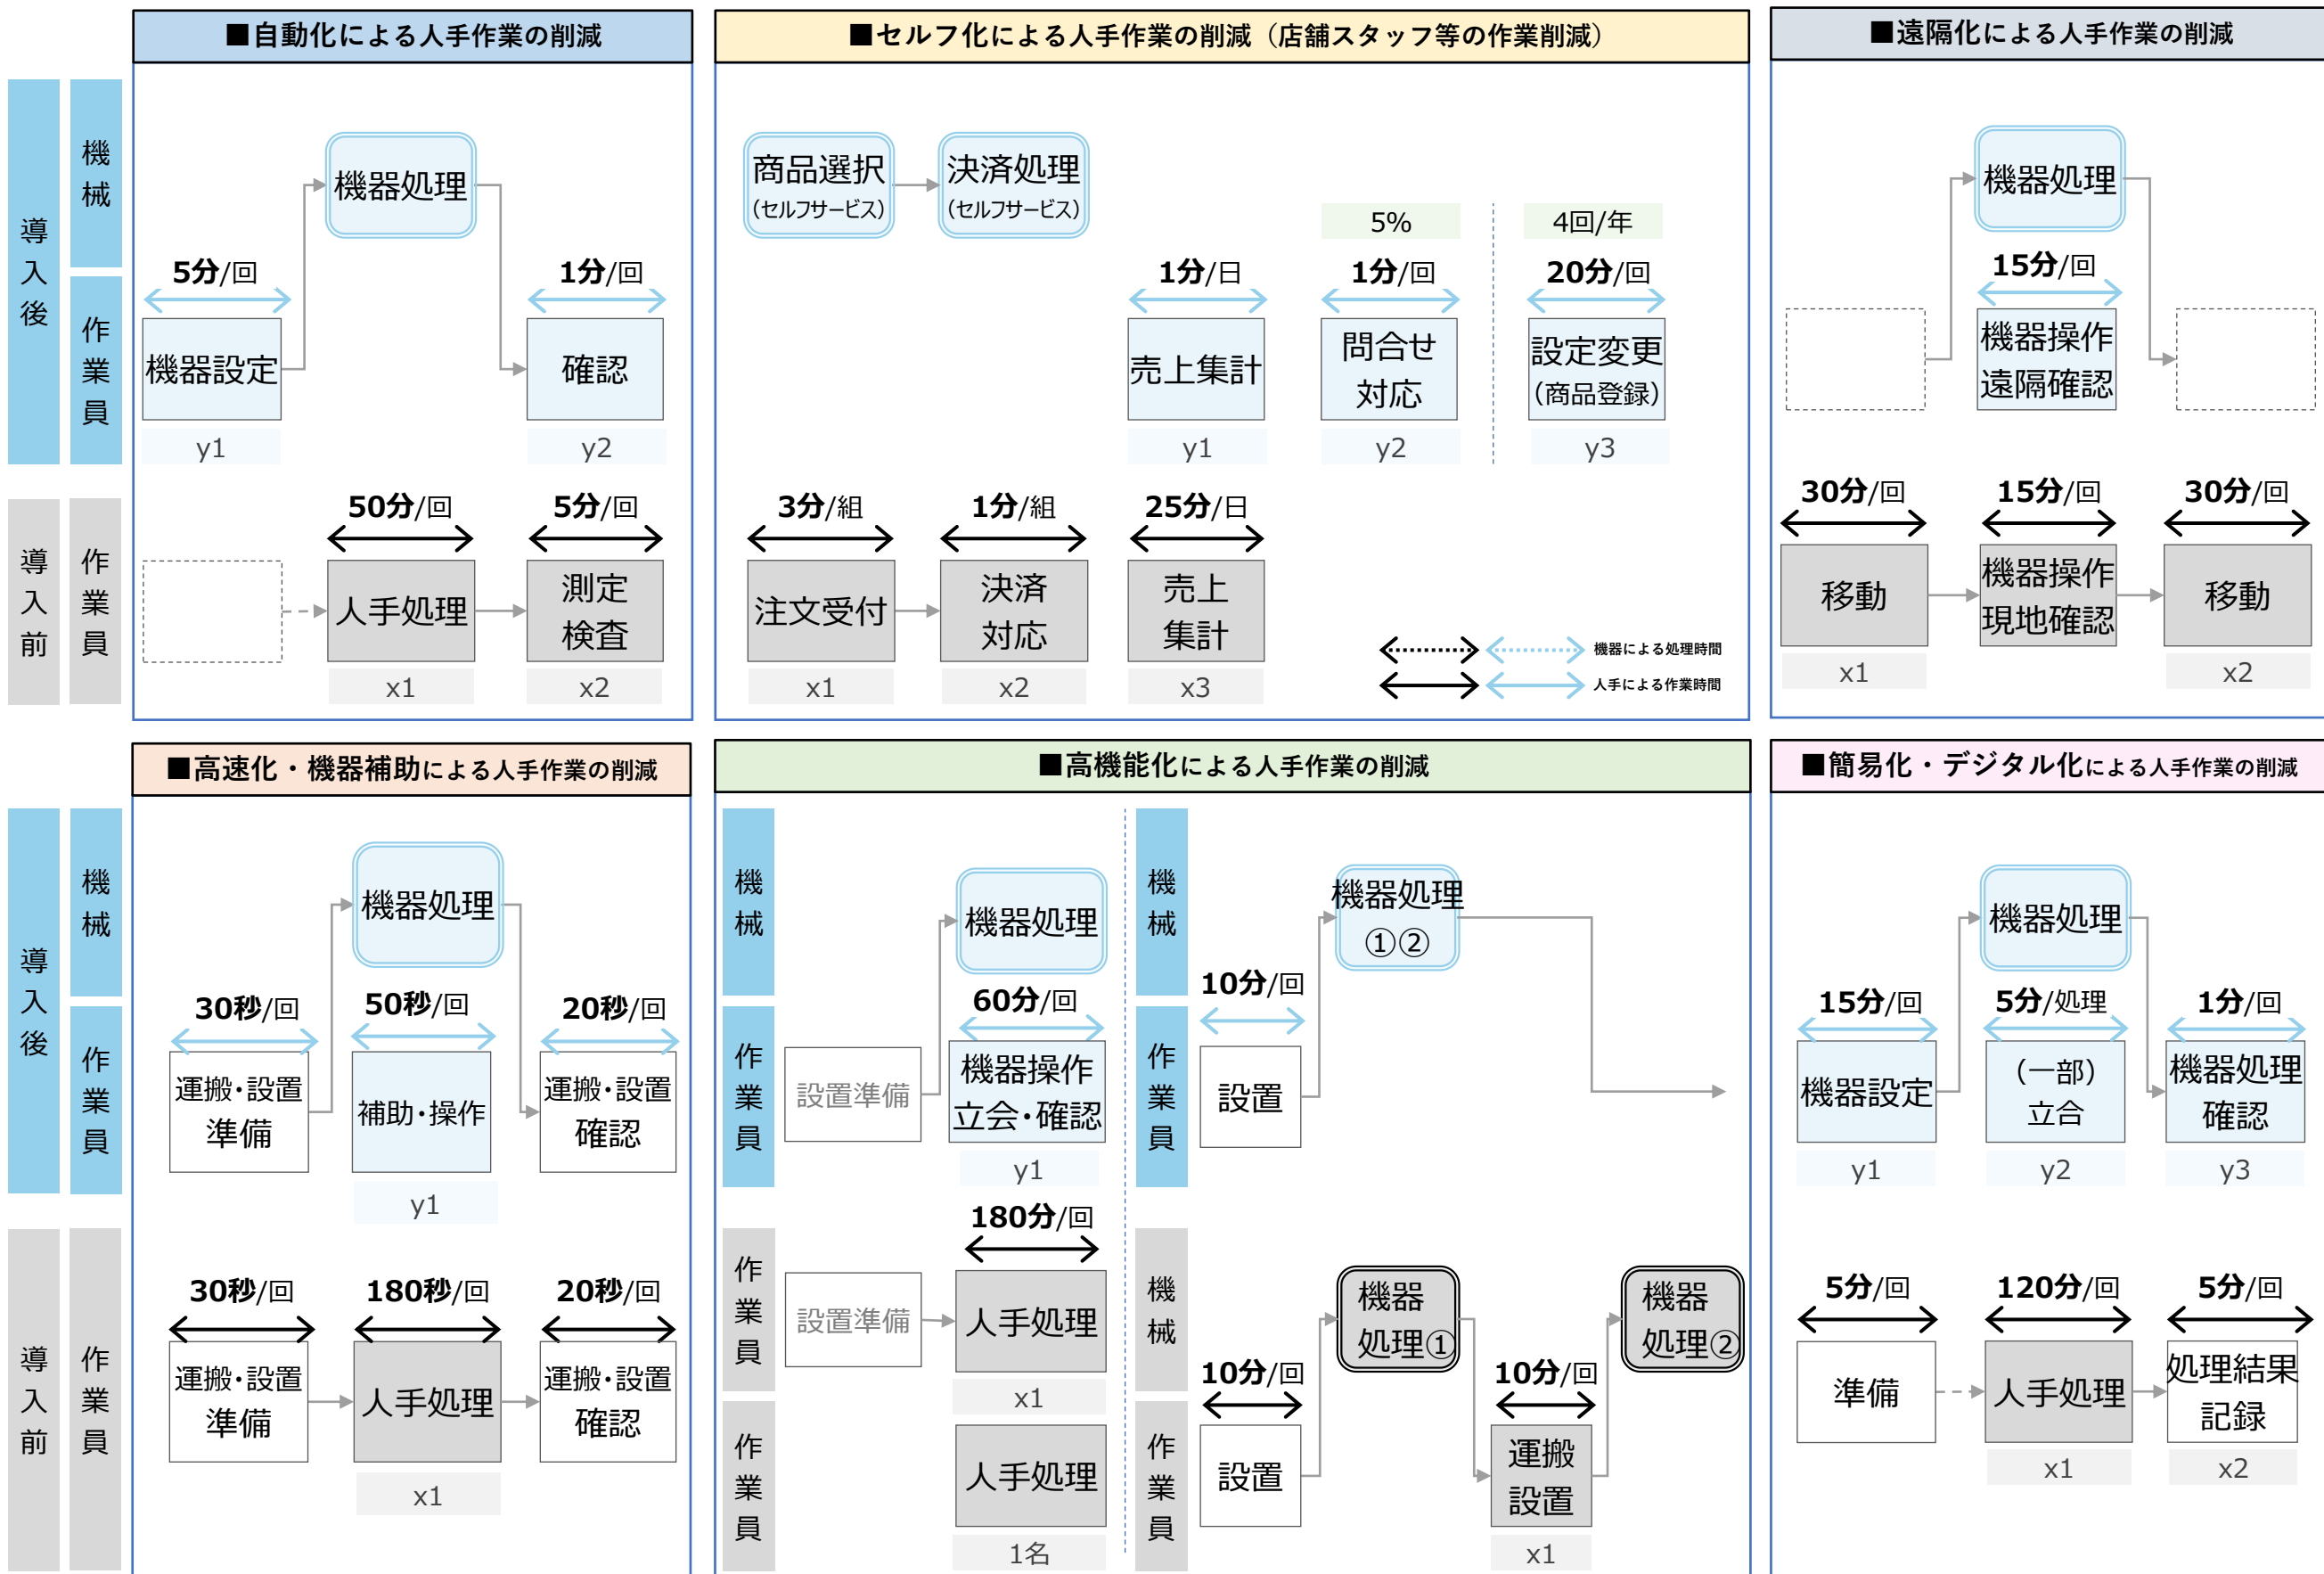 ■自動化による人手作業の削減
導入後
機械
作業員
機器処理
5分/回
1分/回
機器設定
確認
y1
y2
導入前
作業員
50分/回
5分/回
人手処理
測定
検査
x1
x2
■セルフ化による人手作業の削減（店舗スタッフ等の作業削減）
商品選択
（セルフサービス）
決済処理
（セルフサービス）
5%
4回/年
1分/日
1分/回
20分/回
売上集計
問合せ
対応
設定変更
（商品登録）
y1
y2
y3
3分/組
1分/組
25分/日
注文受付
決済
対応
売上
集計
x1
x2
x3
機器による処理時間
人手による作業時間
■遠隔化による人手作業の削減
機器処理
15分/回
機器操作
遠隔確認
30分/回
15分/回
30分/回
移動
機器操作
現地確認
移動
x1
x2
■高速化・機器補助による人手作業の削減
導入後
機械
作業員
機器処理
30秒/回
50秒/回
20秒/回
運搬・設置
準備
補助・操作
運搬・設置
確認
y1
導入前
作業員
30秒/回
180秒/回
20秒/回
運搬・設置
準備
人手処理
運搬・設置
確認
x1
■高機能化による人手作業の削減
機械
作業員
機器処理
60分/回
設置準備
機器操作
立会・確認
y1
180分/回
作業員
設置準備
人手処理
x1
作業員
人手処理
1名
機械
作業員
機器処理
①②
10分/回
設置
機械
作業員
機器
処理①
機器
処理②
10分/回
10分/回
設置
運搬
設置
x1
■簡易化・デジタル化による人手作業の削減
機器処理
15分/回
5分/処理
1分/回
機器設定
（一部）
立合
機器処理
確認
y1
y2
y3
5分/回
120分/回
5分/回
準備
人手処理
処理結果
記録
x1
x2